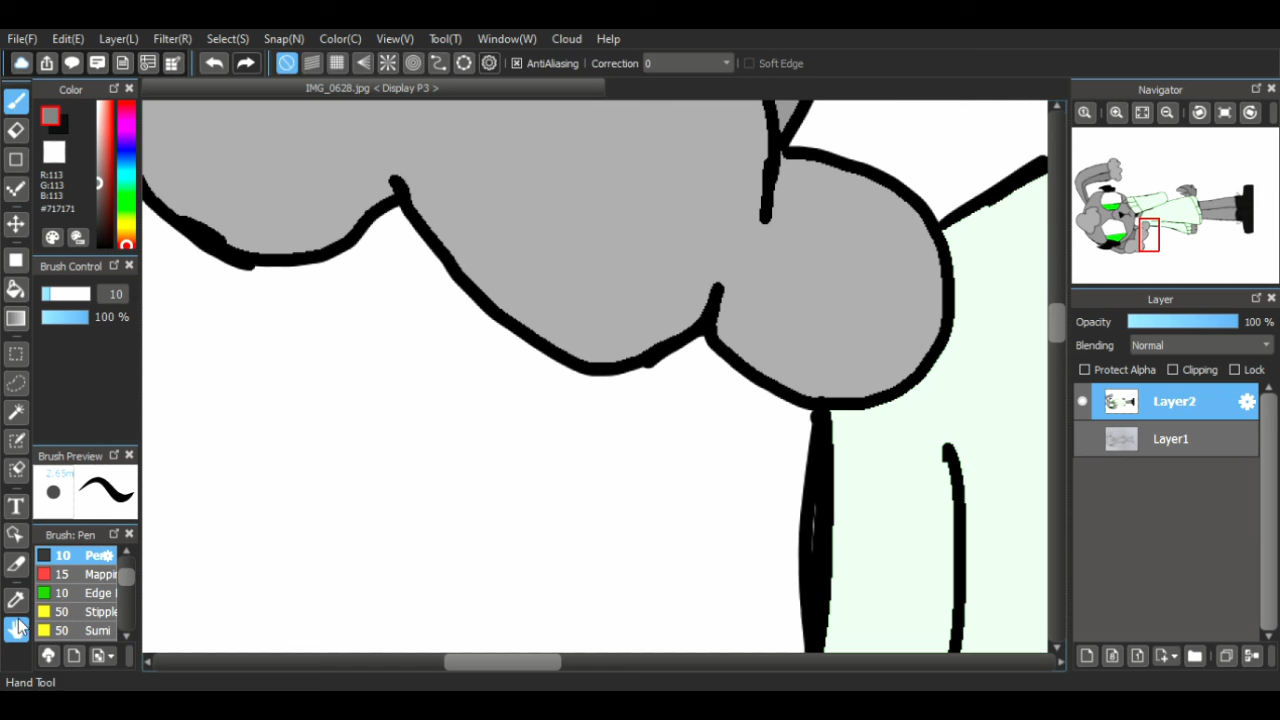 File(F) Edit(E) Layer(L) Filter(R) Select(S) Snap(N) Color(C) View(V) Tool(T) Window(W) Cloud Help
AntiAliasing Correction 0 Soft Edge
Color
IMG_0628.jpg < Display P3 >
Navigator
R:113
G:113
B:113
#717171
Brush Control
10
100 %
Layer
Opacity 100 %
Blending Normal
Protect Alpha Clipping Lock
Layer2
Layer1
Brush Preview
T
Brush: Pen
10 Pen
15 Mappin
10 Edge
50 Stipple
50 Sumi
Hand Tool